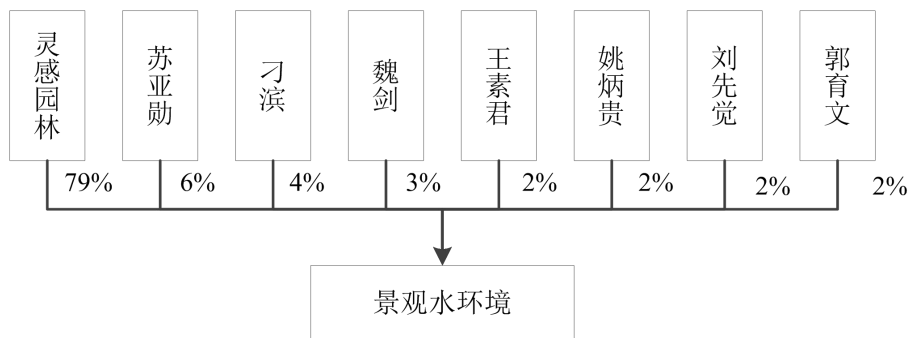 灵感园林
苏亚勋
刁滨
魏剑
王素君
姚炳贵
刘先觉
郭育文
79%
6%
4%
3%
2%
2%
2%
2%
景观水环境